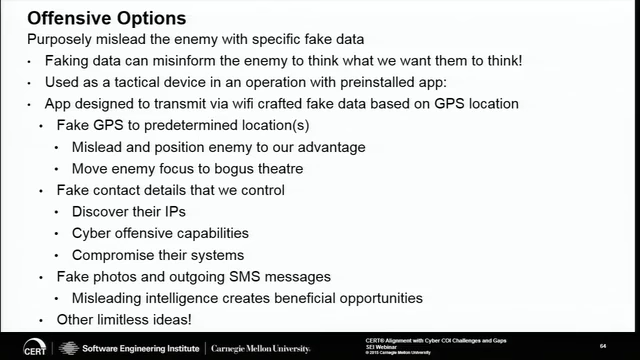 Offensive Options
Purposely mislead the enemy with specific fake data
• Faking data can misinform the enemy to think what we want them to think!
• Used as a tactical device in an operation with preinstalled app:
• App designed to transmit via wifi crafted fake data based on GPS location
• Fake GPS to predetermined location(s)
• Mislead and position enemy to our advantage
• Move enemy focus to bogus theatre
• Fake contact details that we control
• Discover their IPs
• Cyber offensive capabilities
• Compromise their systems
• Fake photos and outgoing SMS messages
• Misleading intelligence creates beneficial opportunities
• Other limitless ideas!
CERT
Software Engineering Institute
Carnegie Mellon University
CERT® Alignment with Cyber COI Challenges and Gaps
SEI Webinar
© 2015 Carnegie Mellon University
64